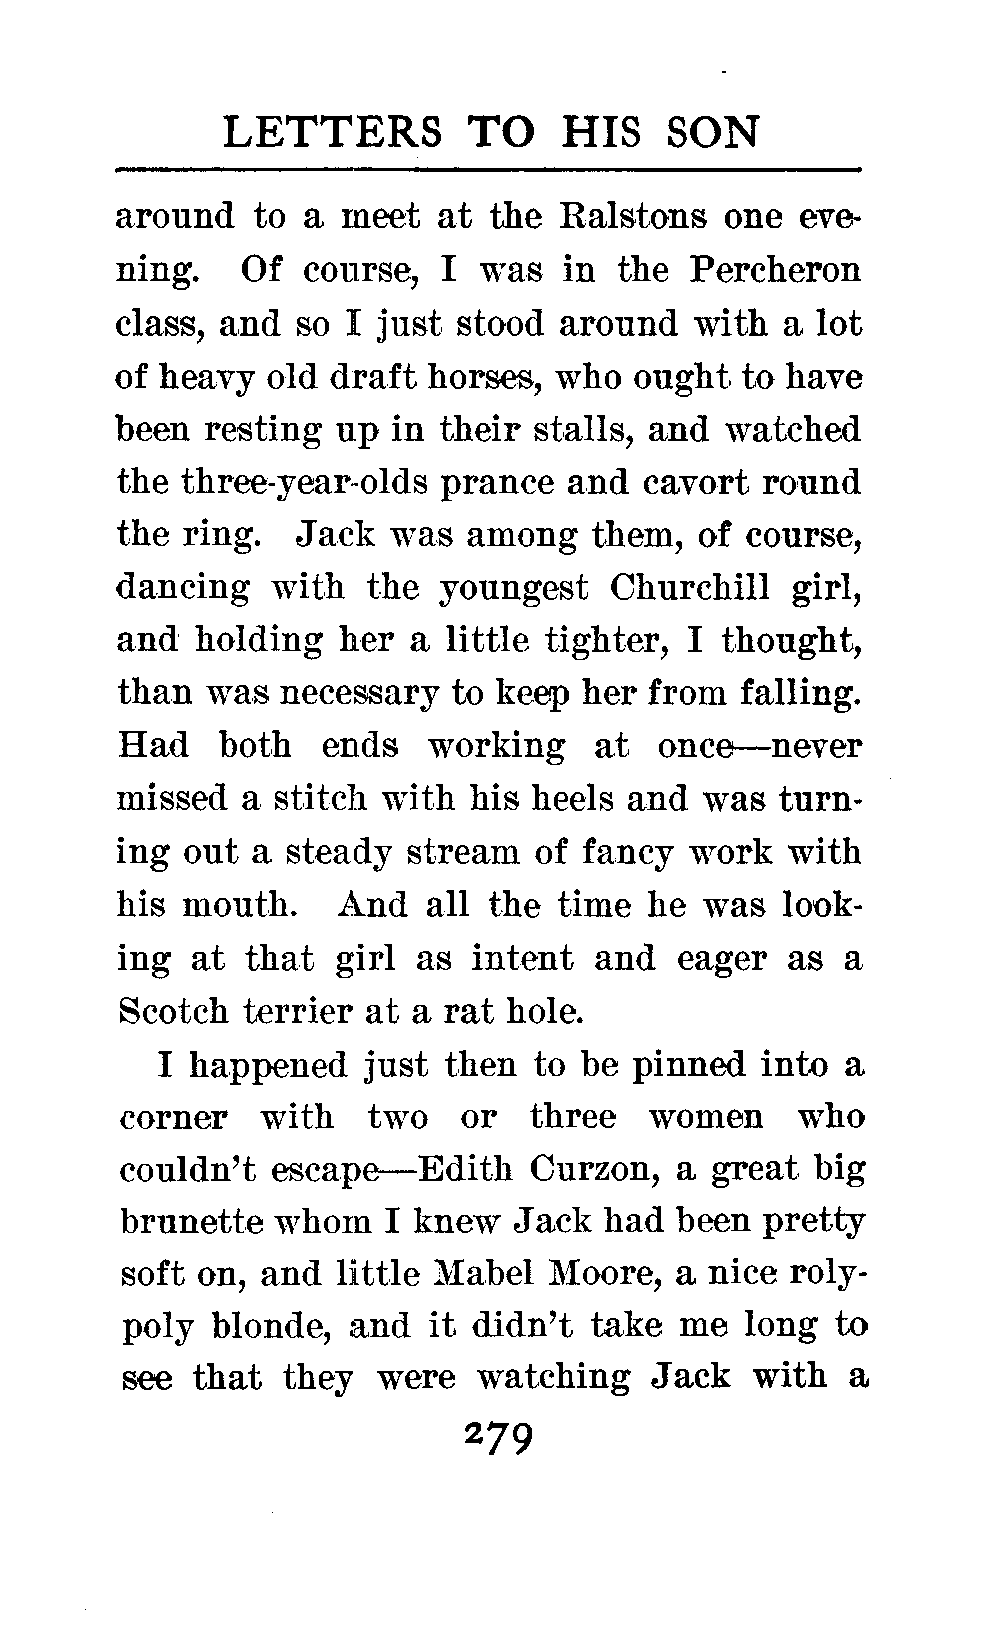 LETTERS TO HIS SON
around to a meet at the Ralstons one eve-
ning. Of course, I was in the Percheron
class, and so I just stood around with a lot
of heavy old draft horses, who ought to have
been resting up in their stalls, and watched
the three-year-olds prance and cavort round
the ring. Jack was among them, of course,
dancing with the youngest Churchill girl,
and holding her a little tighter, I thought,
than was necessary to keep her from falling.
Had both ends working at once—never
missed a stitch with his heels and was turn-
ing out a steady stream of fancy work with
his mouth. And all the time he was look-
ing at that girl as intent and eager as a
Scotch terrier at a rat hole.
I happened just then to be pinned into a
corner with two or three women who
couldn't escape—Edith Curzon, a great big
brunette whom I knew Jack had been pretty
soft on, and little Mabel Moore, a nice roly-
poly blonde, and it didn't take me long to
see that they were watching Jack with a
279